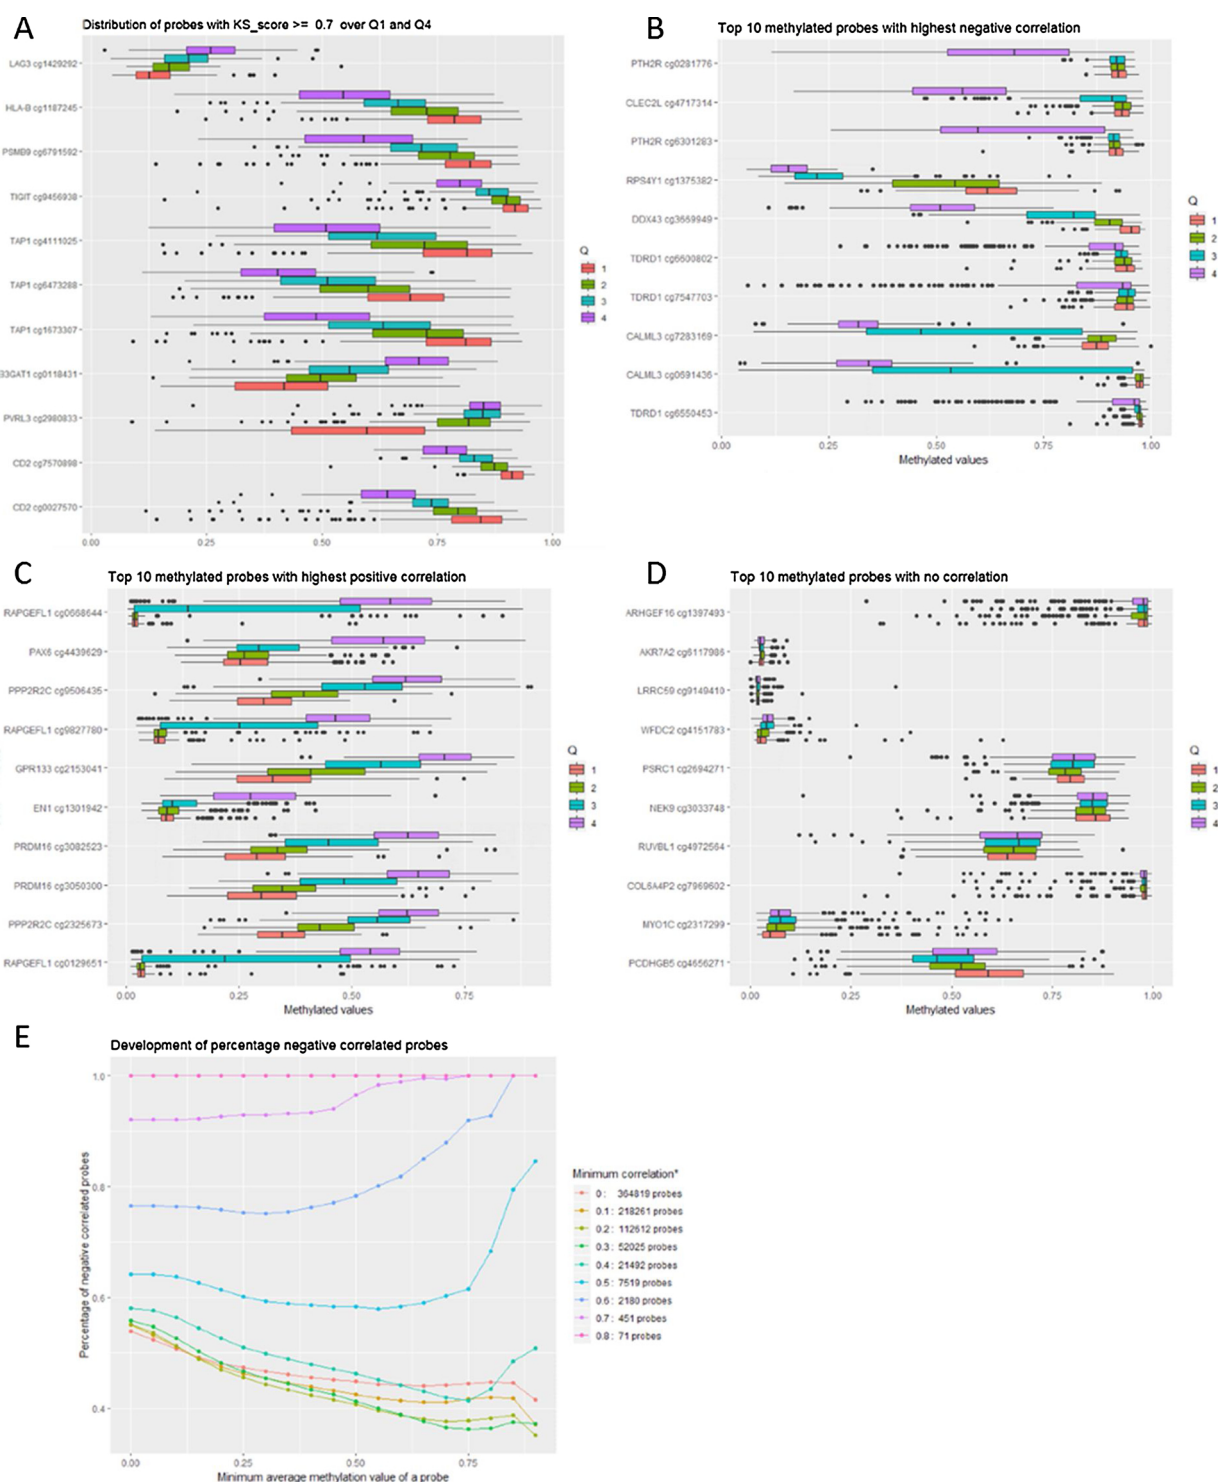 A
Distribution of probes with KS_score >= 0.7 over Q1 and Q4
LAG3 cg1429292
HLA-B cg1187245
PSMB9 cg6791592
TIGIT cg9456938
TAP1 cg4111025
TAP1 cg6473288
TAP1 cg1673307
B3GAT1 cg0118431
PVRL3 cg2980833
CD2 cg7570898
CD2 cg0027570
0.00 0.25 0.50 0.75 1.00
Q
1
2
3
4
B
Top 10 methylated probes with highest negative correlation
PTH2R cg0281776
CLEC2L cg4717314
PTH2R cg6301283
RPS4Y1 cg1375382
DDX43 cg3669949
TDRD1 cg6600802
TDRD1 cg7547703
CALML3 cg7283169
CALML3 cg0691436
TDRD1 cg6550453
0.00 0.25 0.50 0.75 1.00
Methylated values
Q
1
2
3
4
C
Top 10 methylated probes with highest positive correlation
RAPGEFL1 cg0668644
PAX6 cg4439629
PPP2R2C cg9506435
RAPGEFL1 cg9827780
GPR133 cg2153041
EN1 cg1301942
PRDM16 cg3082523
PRDM16 cg3050300
PPP2R2C cg2325673
RAPGEFL1 cg0129651
0.00 0.25 0.50 0.75
Methylated values
Q
1
2
3
4
D
Top 10 methylated probes with no correlation
ARHGEF16 cg1397493
AKR7A2 cg6117986
LRRC59 cg9149410
WFDC2 cg4151783
PSRC1 cg2694271
NEK9 cg3033748
RUVBL1 cg4972564
COL6A4P2 cg7969602
MYO1C cg2317299
PCDHGB5 cg4656271
0.00 0.25 0.50 0.75 1.00
Methylated values
Q
1
2
3
4
E
Development of percentage negative correlated probes
Percentage of negative correlated probes
1.0
0.8
0.6
0.4
0.00 0.25 0.50 0.75
Minimum average methylation value of a probe
Minimum correlation*
0 : 364819 probes
0.1 : 218261 probes
0.2 : 112612 probes
0.3 : 52025 probes
0.4 : 21492 probes
0.5 : 7519 probes
0.6 : 2180 probes
0.7 : 451 probes
0.8 : 71 probes